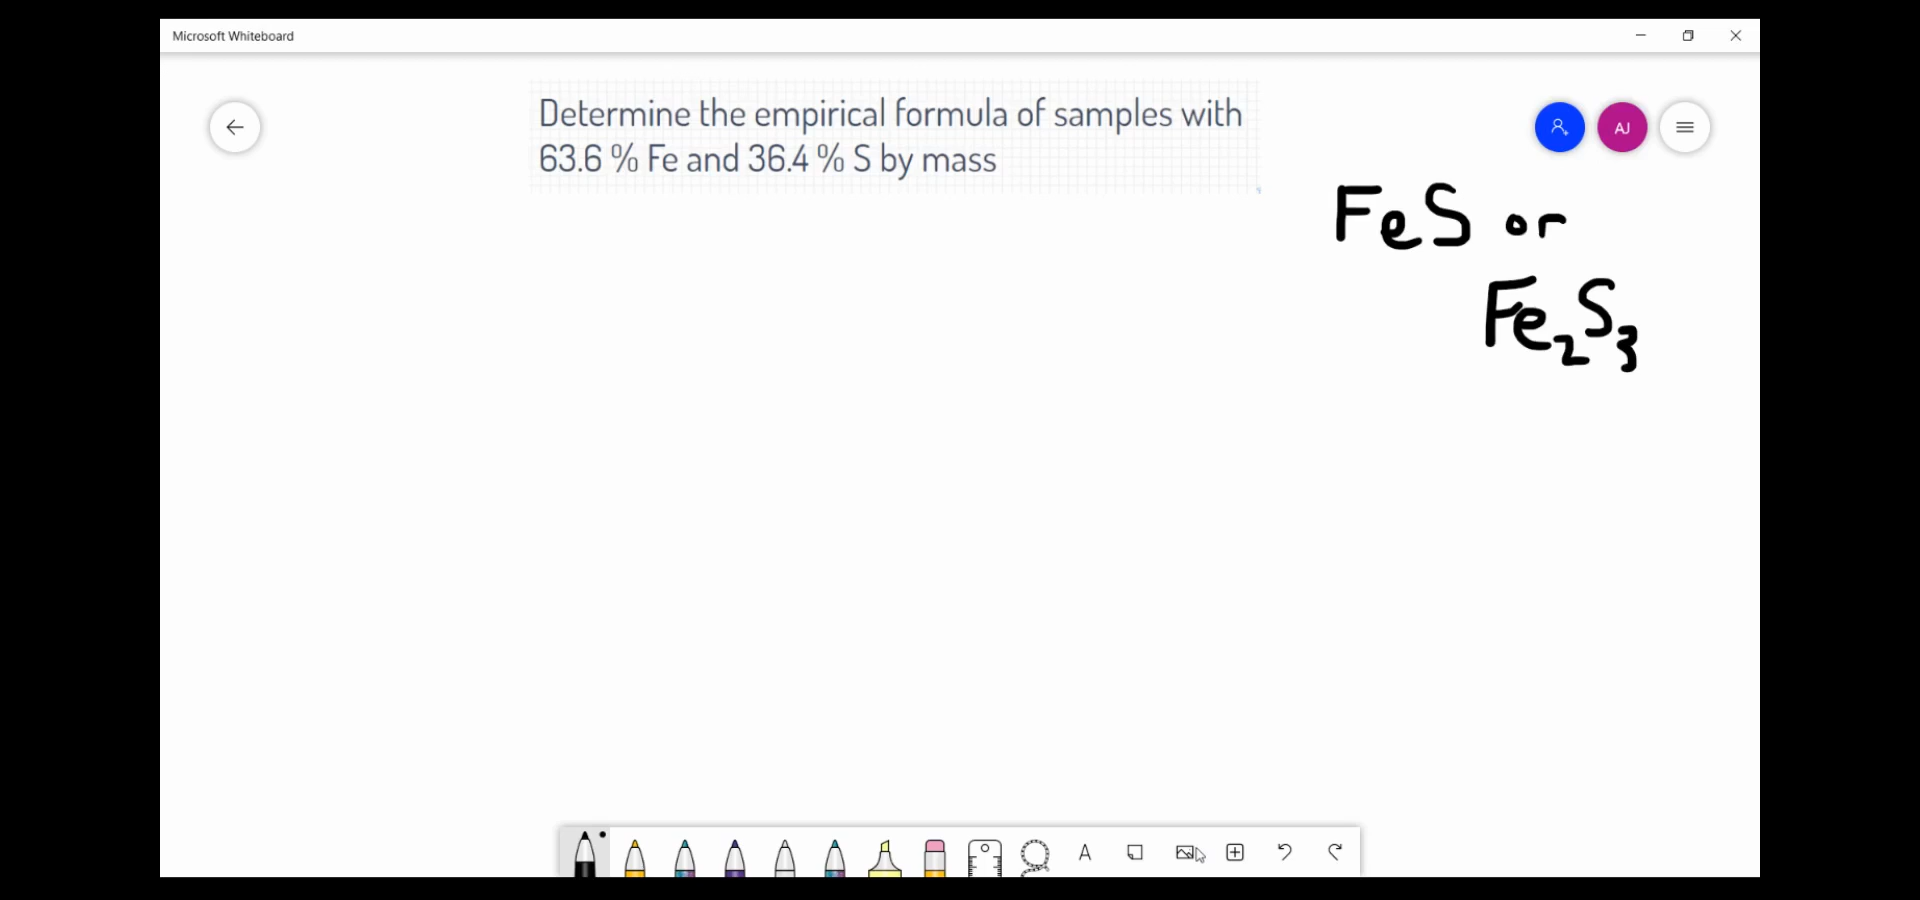 Microsoft Whiteboard
Determine the empirical formula of samples with
63.6 % Fe and 36.4 % S by mass
AJ
FeS or
Fe₂S₃
A